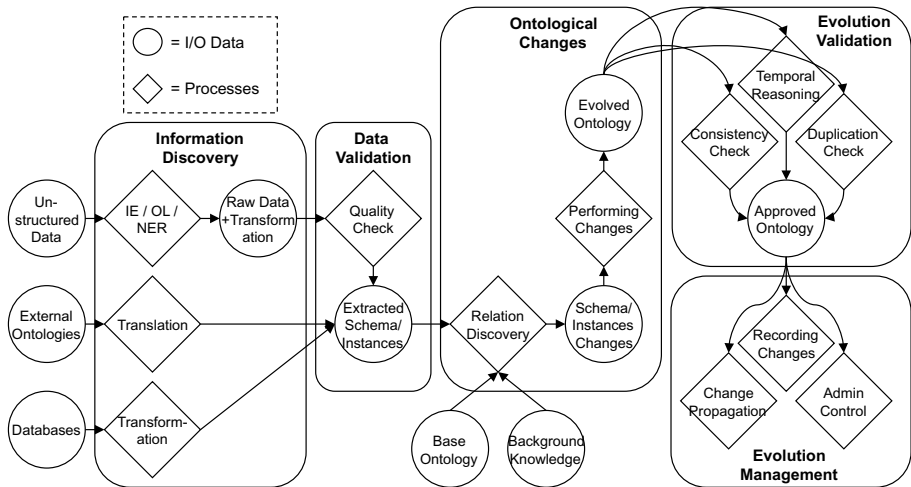 = I/O Data
= Processes
Information
Discovery
Un-
structured
Data
IE / OL /
NER
Raw Data
+Transfor
mation
External
Ontologies
Translation
Databases
Transform-
ation
Data
Validation
Quality
Check
Extracted
Schema/
Instances
Ontological
Changes
Evolved
Ontology
Performing
Changes
Relation
Discovery
Schema/
Instances
Changes
Base
Ontology
Background
Knowledge
Evolution
Validation
Temporal
Reasoning
Consistency
Check
Duplication
Check
Approved
Ontology
Recording
Changes
Change
Propagation
Admin
Control
Evolution
Management